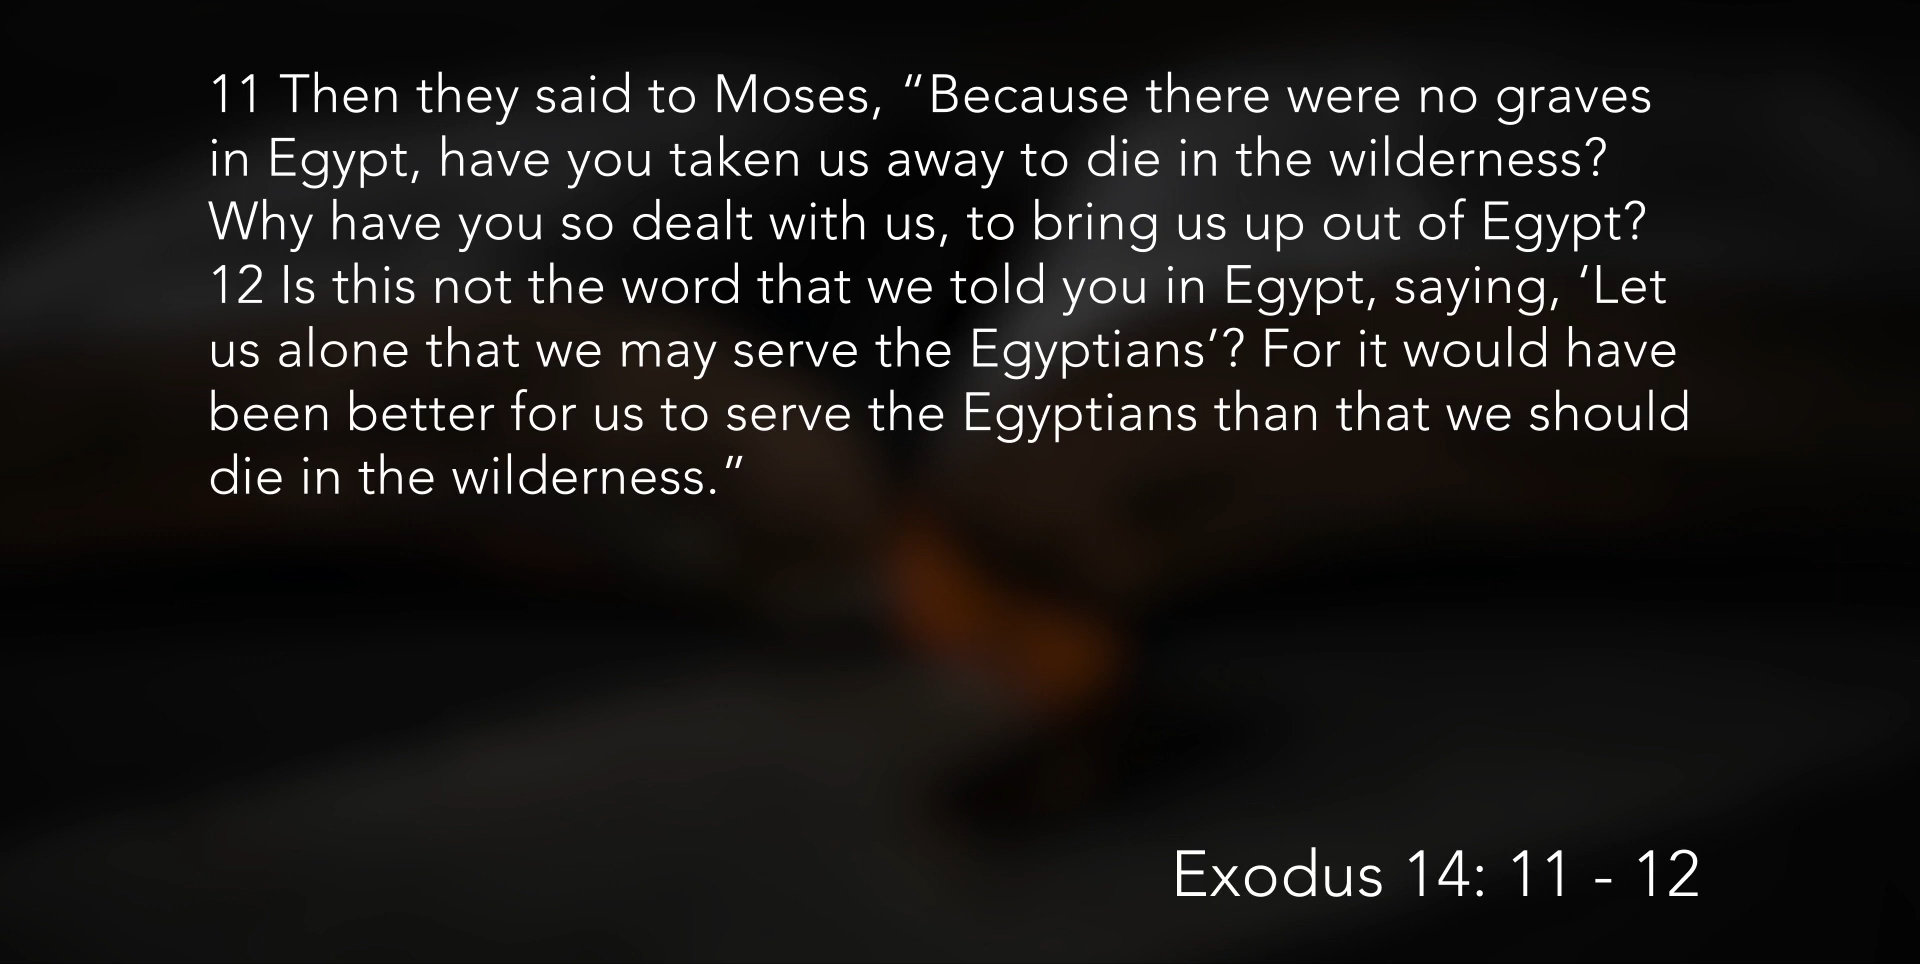 11 Then they said to Moses, “Because there were no graves
in Egypt, have you taken us away to die in the wilderness?
Why have you so dealt with us, to bring us up out of Egypt?
12 Is this not the word that we told you in Egypt, saying, ‘Let
us alone that we may serve the Egyptians’? For it would have
been better for us to serve the Egyptians than that we should
die in the wilderness.”
Exodus 14: 11 - 12